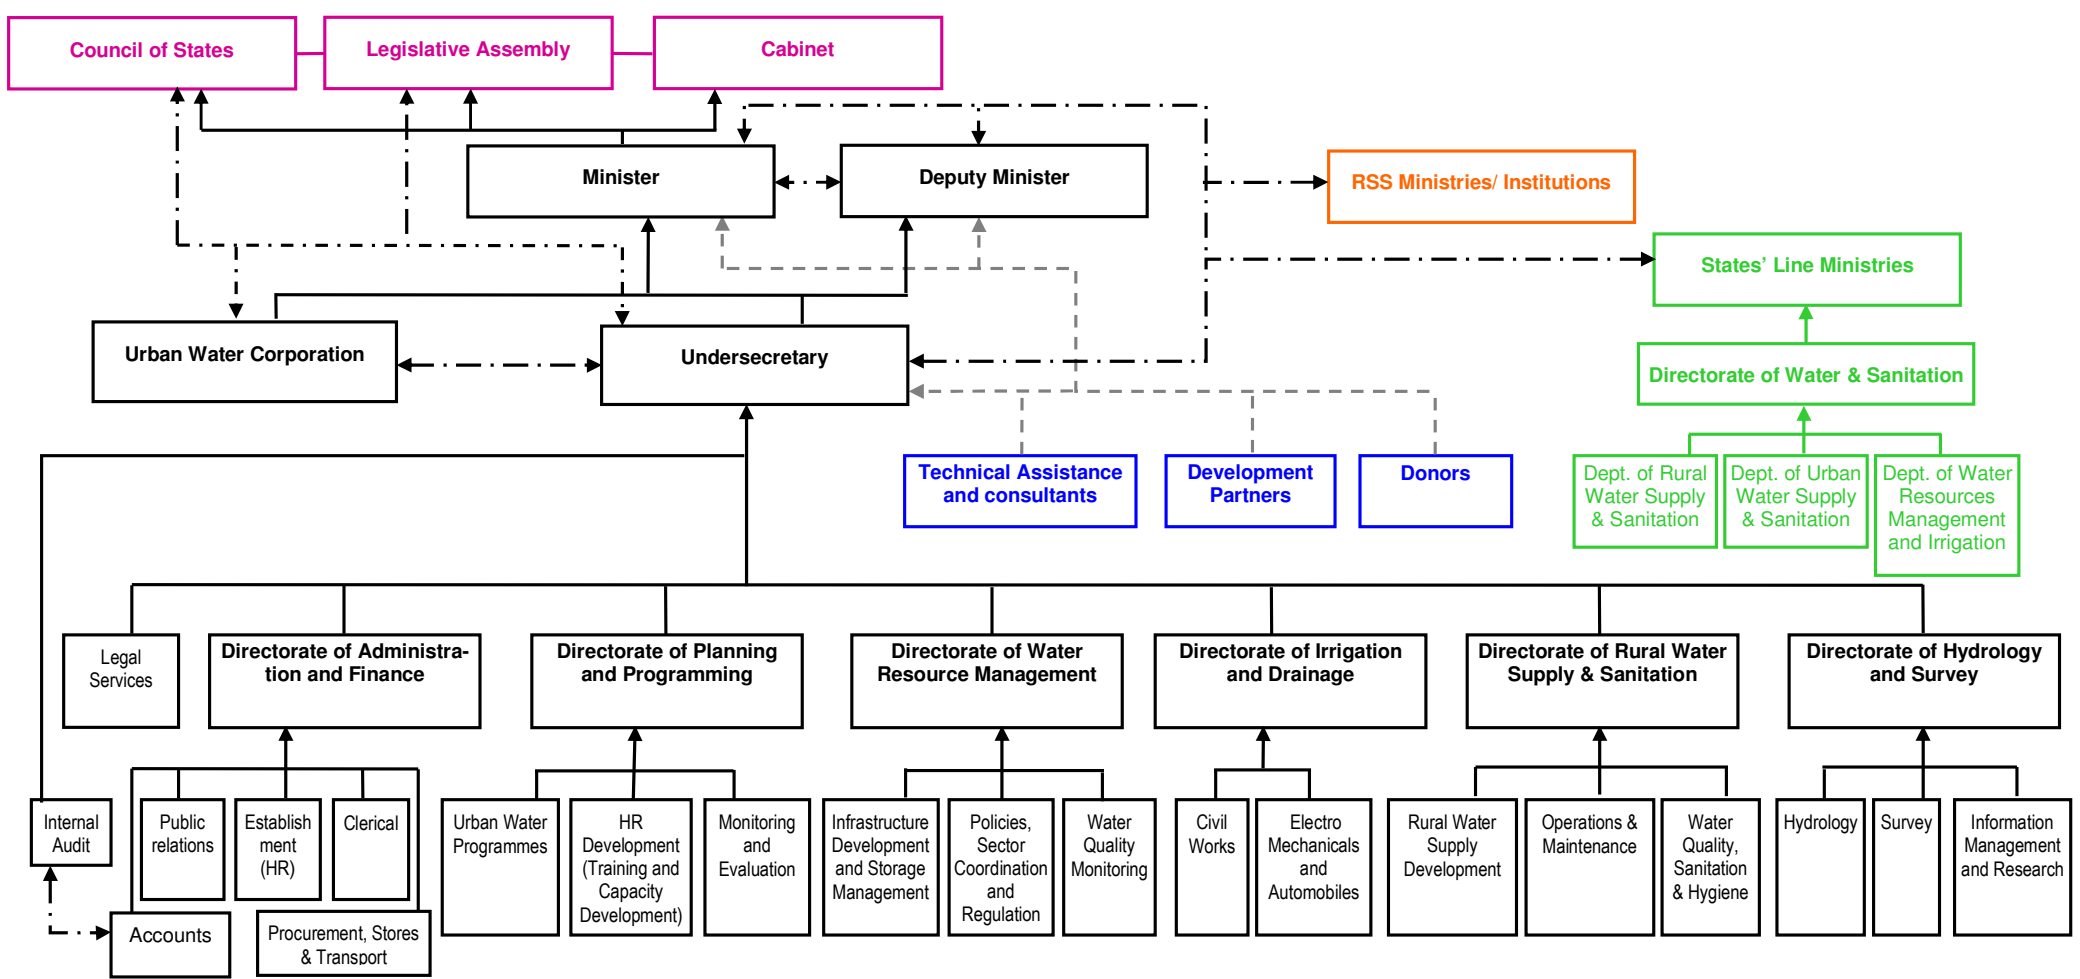 Council of States
Legislative Assembly
Cabinet
Minister
Deputy Minister
RSS Ministries/ Institutions
States’ Line Ministries
Urban Water Corporation
Undersecretary
Directorate of Water & Sanitation
Technical Assistance
and consultants
Development
Partners
Donors
Dept. of Rural
Water Supply
& Sanitation
Dept. of Urban
Water Supply
& Sanitation
Dept. of Water
Resources
Management
and Irrigation
Legal
Services
Directorate of Administra-
tion and Finance
Directorate of Planning
and Programming
Directorate of Water
Resource Management
Directorate of Irrigation
and Drainage
Directorate of Rural Water
Supply & Sanitation
Directorate of Hydrology
and Survey
Internal
Audit
Public
relations
Establish
ment
(HR)
Clerical
Urban Water
Programmes
HR
Development
(Training and
Capacity
Development)
Monitoring
and
Evaluation
Infrastructure
Development
and Storage
Management
Policies,
Sector
Coordination
and
Regulation
Water
Quality
Monitoring
Civil
Works
Electro
Mechanicals
and
Automobiles
Rural Water
Supply
Development
Operations &
Maintenance
Water
Quality,
Sanitation
& Hygiene
Hydrology
Survey
Information
Management
and Research
Accounts
Procurement, Stores
& Transport